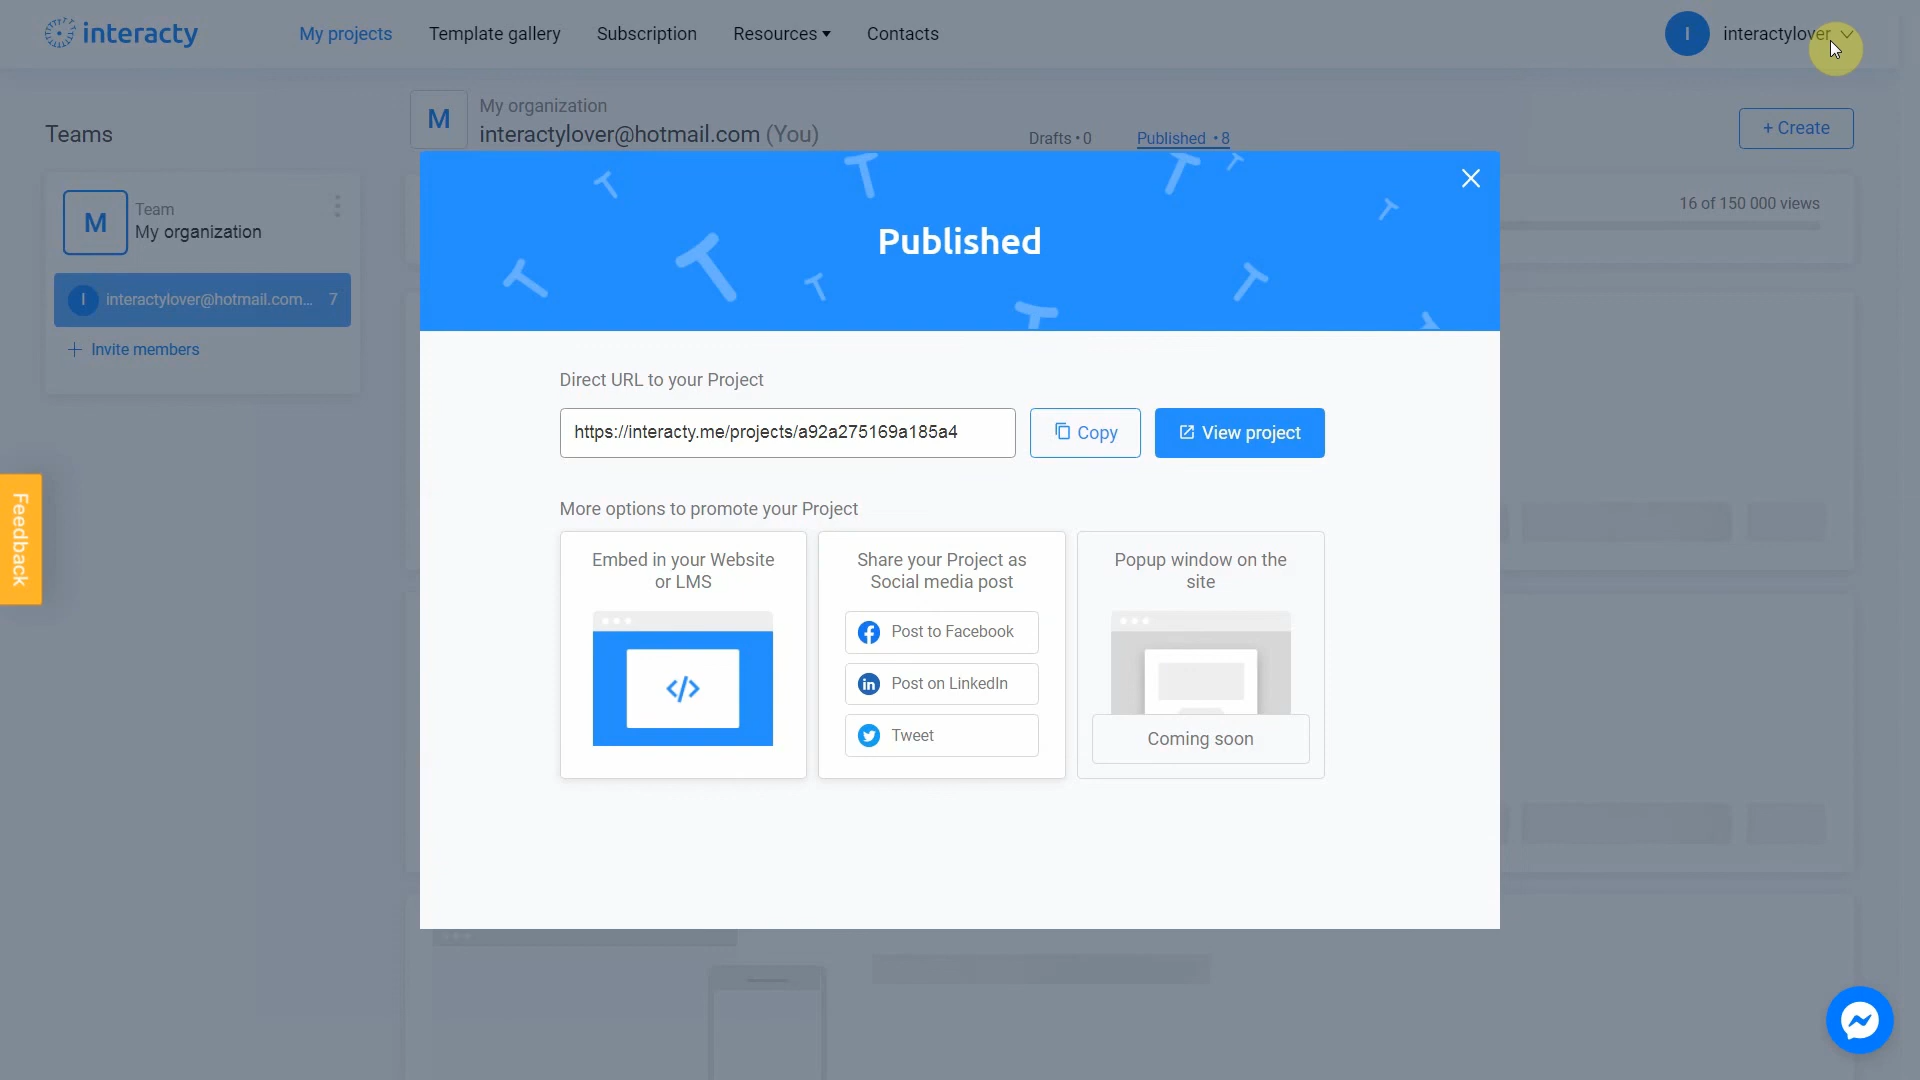 interacty
My projects
Template gallery
Subscription
Resources
Contacts
I
interactylover
Teams
M
Team
My organization
I
interactylover@hotmail.com...
7
Invite members
M
My organization
interactylover@hotmail.com (You)
Drafts • 0
Published • 8
+ Create
16 of 150 000 views
Published
Direct URL to your Project
https://interacty.me/projects/a92a275169a185a4
Copy
View project
More options to promote your Project
Embed in your Website
or LMS
</>
Share your Project as
Social media post
Post to Facebook
Post on LinkedIn
Tweet
Popup window on the
site
Coming soon
Feedback